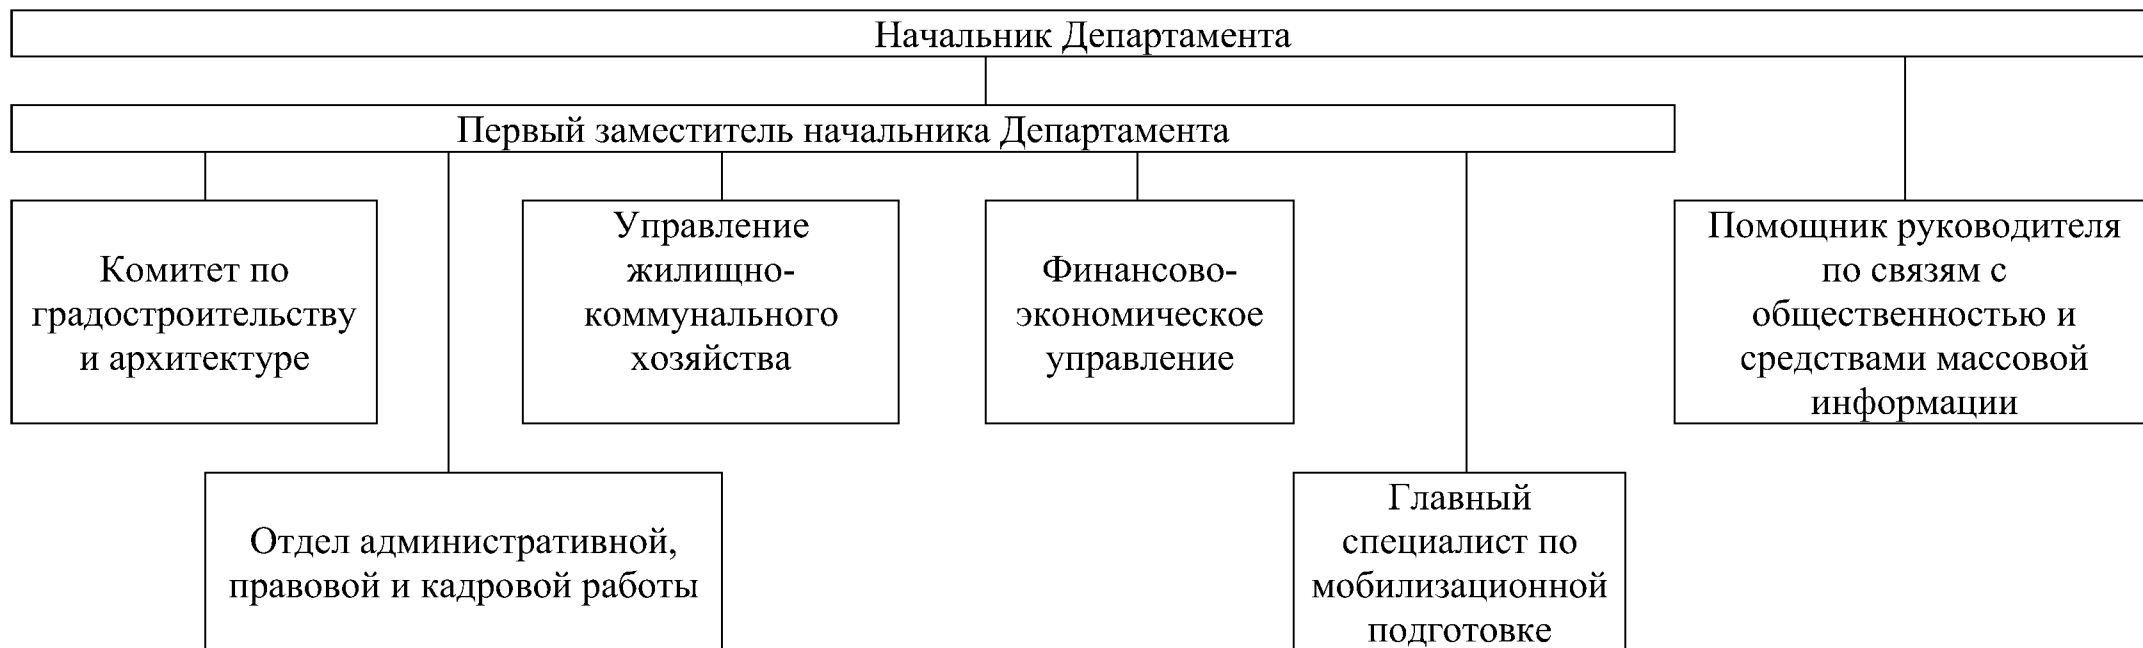 Начальник Департамента
Первый заместитель начальника Департамента
Комитет по
градостроительству
и архитектуре
Управление
жилищно-
коммунального
хозяйства
Финансово-
экономическое
управление
Помощник руководителя
по связям с
общественностью и
средствами массовой
информации
Отдел административной,
правовой и кадровой работы
Главный
специалист по
мобилизационной
подготовке